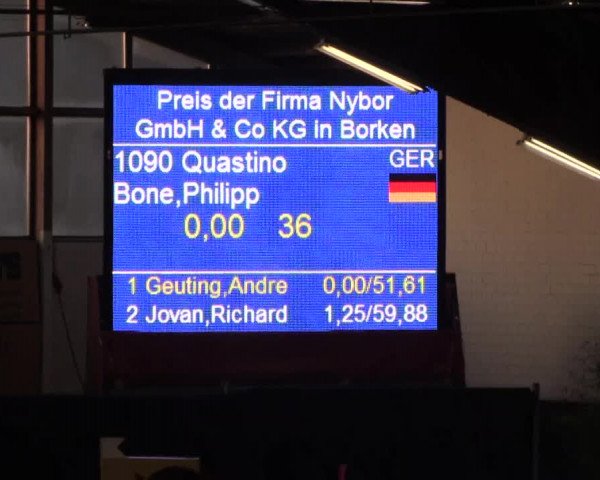 Preis der Firma Nybor
GmbH & Co KG in Borken
1090 Quastino GER
Bone,Philipp
0,00 36
1 Geuting,Andre 0,00/51,61
2 Jovan,Richard 1,25/59,88